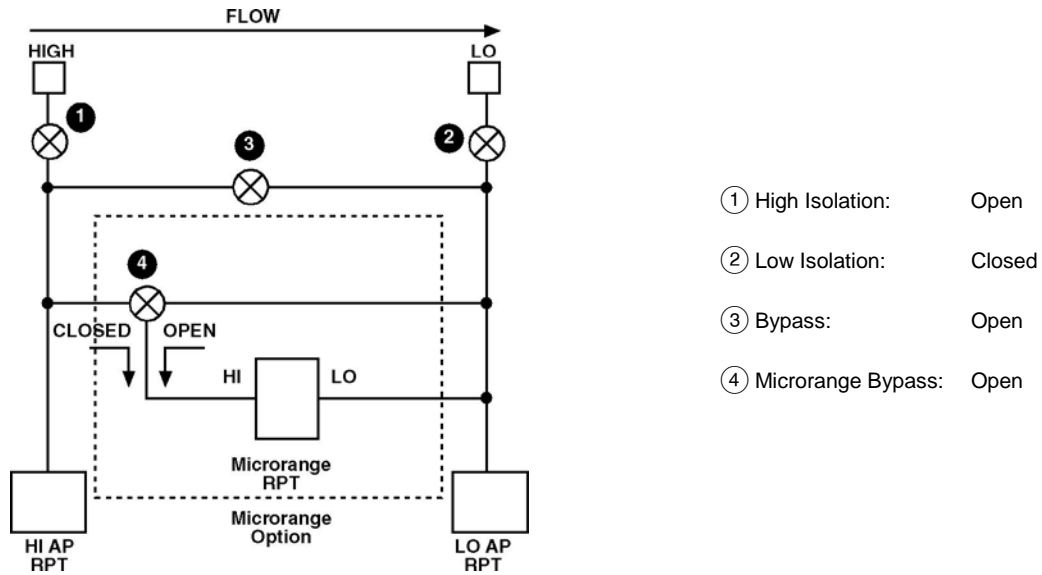 FLOW
HIGH
LO
1
2
3
4
CLOSED
OPEN
HI
LO
Microrange
RPT
Microrange
Option
HI AP
RPT
LO AP
RPT
1 High Isolation: Open
2 Low Isolation: Closed
3 Bypass: Open
4 Microrange Bypass: Open